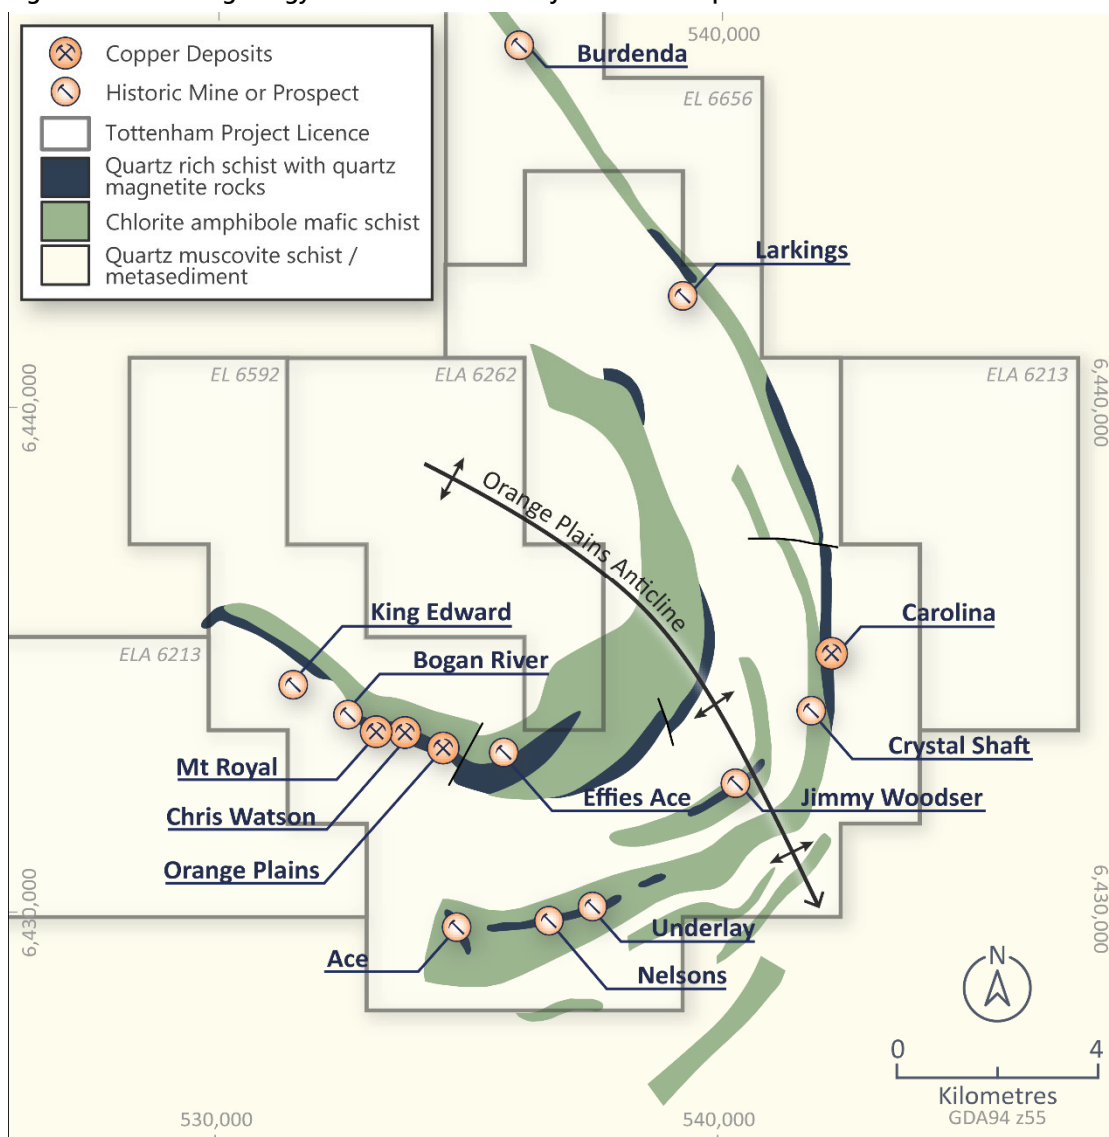 Copper Deposits
Historic Mine or Prospect
Tottenham Project Licence
Quartz rich schist with quartz
magnetite rocks
Chlorite amphibole mafic schist
Quartz muscovite schist /
metasediment
540,000
Burdenda
EL 6656
Larkings
6,440,000
EL 6592
ELA 6262
ELA 6213
6,440,000
Orange Plains Anticline
King Edward
Carolina
ELA 6213
Bogan River
Crystal Shaft
Mt Royal
Effies Ace
Jimmy Woodser
Chris Watson
Orange Plains
6,430,000
6,430,000
Underlay
Ace
Nelsons
N
0
4
Kilometres
GDA94 z55
530,000
540,000